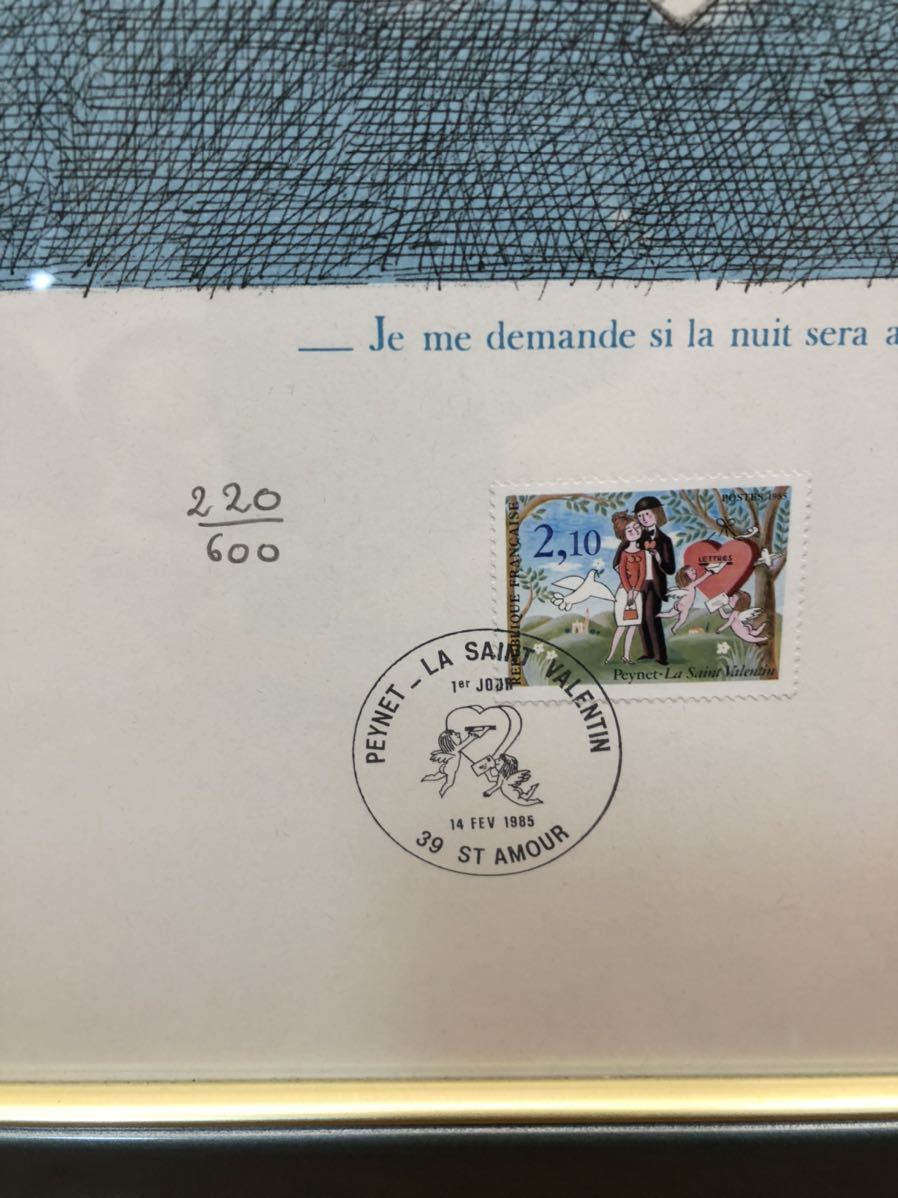 — Je me demande si la nuit sera a
220
600
POSTES 1985
REPUBLIQUE FRANÇAISE
2,10
LETTRES
Peynet-La Saint Valentin
PEYNET – LA SAINT VALENTIN
1er JOUR
14 FEV 1985
39 ST AMOUR